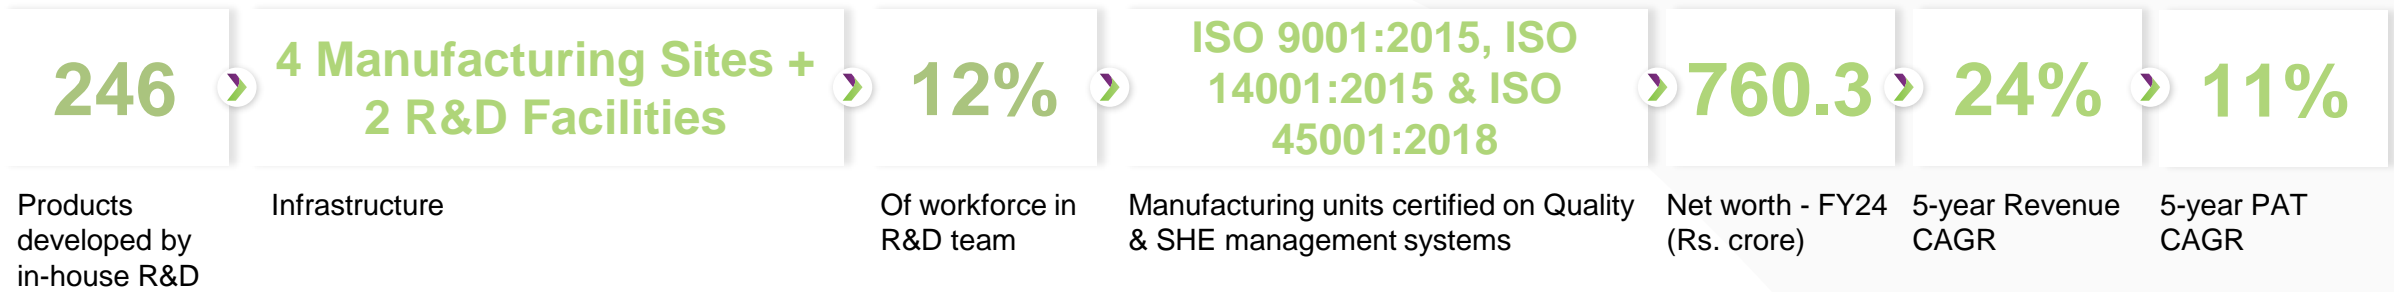 246
Products
developed by
in-house R&D
4 Manufacturing Sites +
2 R&D Facilities
Infrastructure
12%
Of workforce in
R&D team
ISO 9001:2015, ISO
14001:2015 & ISO
45001:2018
Manufacturing units certified on Quality
& SHE management systems
760.3
Net worth - FY24
(Rs. crore)
24%
5-year Revenue
CAGR
11%
5-year PAT
CAGR